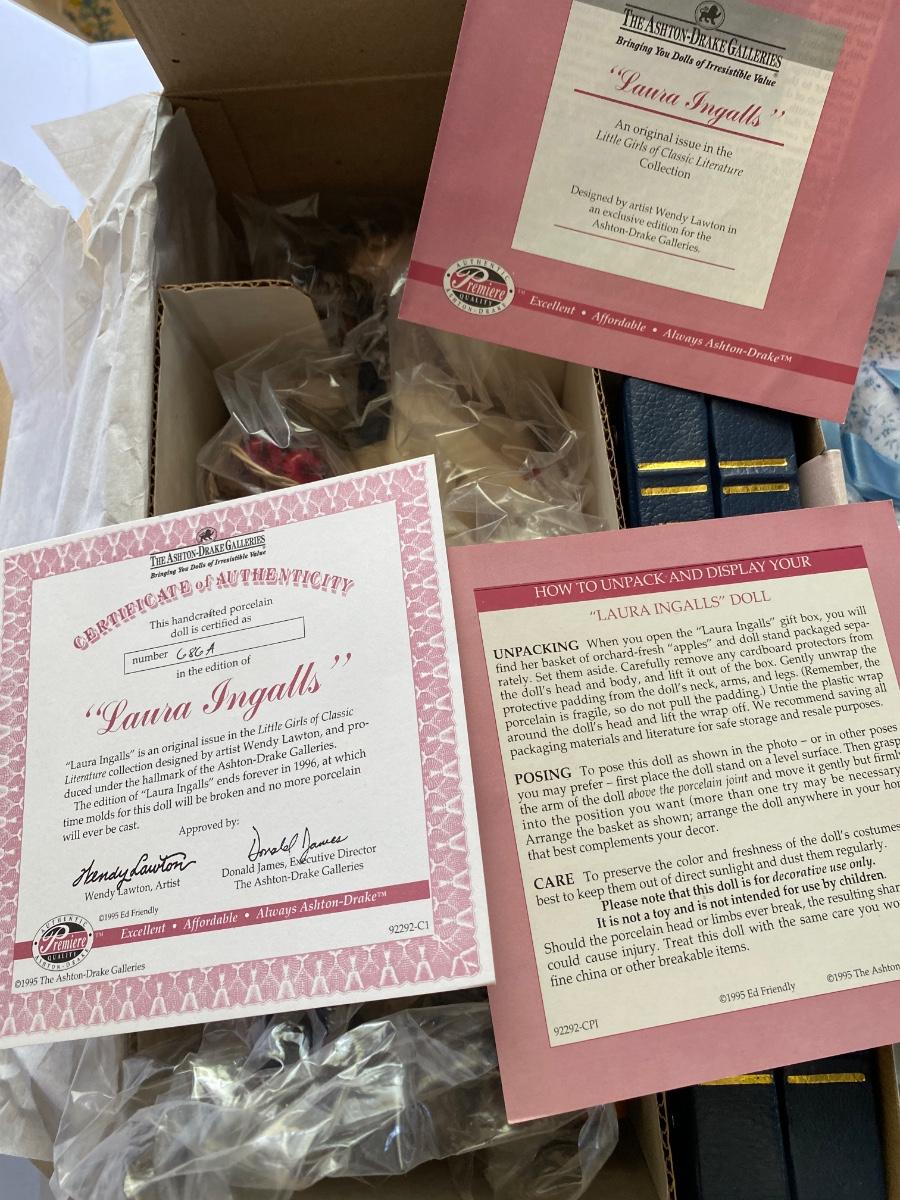 THE ASHTON-DRAKE GALLERIES
Bringing You Dolls of Irresistible Value
"Laura Ingalls"
An original issue in the
Little Girls of Classic Literature
Collection
Designed by artist Wendy Lawton in
an exclusive edition for the
Ashton-Drake Galleries.
AUTHENTIC
Premiere
QUALITY
ASHTON-DRAKE
TM
Excellent • Affordable • Always Ashton-Drake™
THE ASHTON-DRAKE GALLERIES
Bringing You Dolls of Irresistible Value
CERTIFICATE of AUTHENTICITY
This handcrafted porcelain
doll is certified as
number 686A
in the edition of
"Laura Ingalls"
"Laura Ingalls" is an original issue in the Little Girls of Classic
Literature collection designed by artist Wendy Lawton, and pro-
duced under the hallmark of the Ashton-Drake Galleries.
The edition of "Laura Ingalls" ends forever in 1996, at which
time molds for this doll will be broken and no more porcelain
will ever be cast.
Approved by:
Wendy Lawton
Wendy Lawton, Artist
Donald James
Donald James, Executive Director
The Ashton-Drake Galleries
©1995 Ed Friendly
AUTHENTIC
Premiere
QUALITY
ASHTON-DRAKE
TM
Excellent • Affordable • Always Ashton-Drake™
92292-C1
©1995 The Ashton-Drake Galleries
HOW TO UNPACK AND DISPLAY YOUR
"LAURA INGALLS" DOLL
UNPACKING When you open the "Laura Ingalls" gift box, you will
find her basket of orchard-fresh "apples" and doll stand packaged sepa-
rately. Set them aside. Carefully remove any cardboard protectors from
the doll's head and body, and lift it out of the box. Gently unwrap the
protective padding from the doll's neck, arms, and legs. (Remember, the
porcelain is fragile, so do not pull the padding.) Untie the plastic wrap
around the doll's head and lift the wrap off. We recommend saving all
packaging materials and literature for safe storage and resale purposes.
POSING To pose this doll as shown in the photo – or in other poses
you may prefer – first place the doll stand on a level surface. Then grasp
the arm of the doll above the porcelain joint and move it gently but firmly
into the position you want (more than one try may be necessary
Arrange the basket as shown; arrange the doll anywhere in your
that best complements your decor.
CARE To preserve the color and freshness of the doll's costumes
best to keep them out of direct sunlight and dust them regularly.
Please note that this doll is for decorative use only.
It is not a toy and is not intended for use by children.
Should the porcelain head or limbs ever break, the resulting
could cause injury. Treat this doll with the same care you
fine china or other breakable items.
©1995 Ed Friendly
©1995 The Ashton
92292-CPI